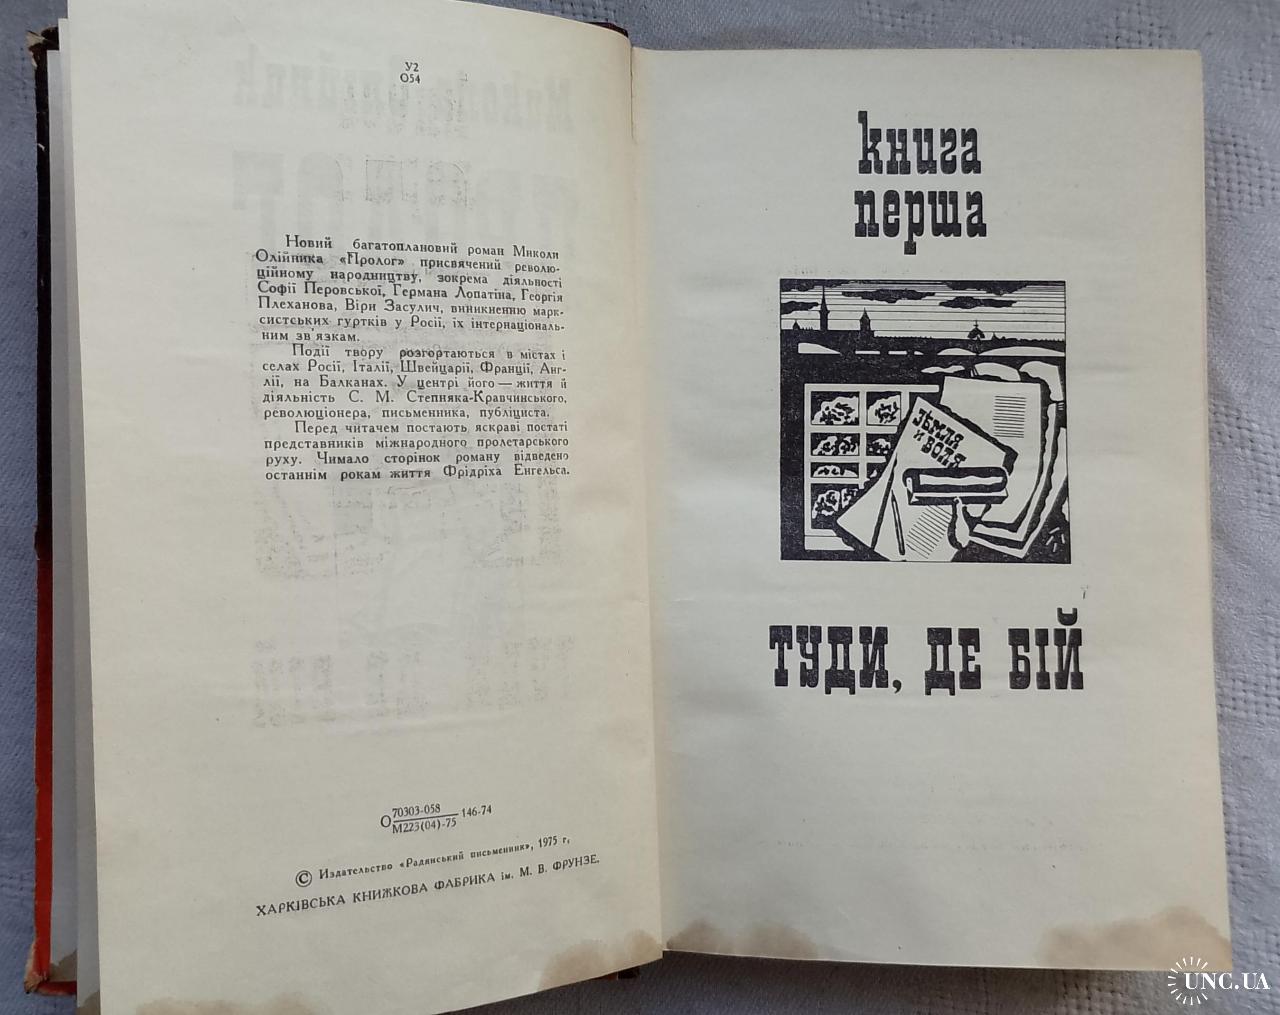 У2
О54
Новий багатоплановий роман Миколи
Олійника «Пролог» присвячений револю-
ційному народництву, зокрема діяльності
Софії Перовської, Германа Лопатіна, Георгія
Плеханова, Віри Засулич, виникненню марк-
систських гуртків у Росії, їх інтернаціональ-
ним зв'язкам.
Події твору розгортаються в містах і
селах Росії, Італії, Швейцарії, Франції, Анг-
лії, на Балканах. У центрі його — життя й
діяльність С. М. Степняка-Кравчинського,
революціонера, письменника, публіциста.
Перед читачем постають яскраві постаті
представників міжнародного пролетарського
руху. Чимало сторінок роману відведено
останнім рокам життя Фрідріха Енгельса.
О 70303-058
М223(04)-75 146-74
© Издательство «Радянський письменник», 1975 г.
ХАРКІВСЬКА КНИЖКОВА ФАБРИКА ім. М. В. ФРУНЗЕ.
книга
перша
ЗЕМЛЯ
И ВОЛЯ
ТУДИ, ДЕ БІЙ
UNC.UA